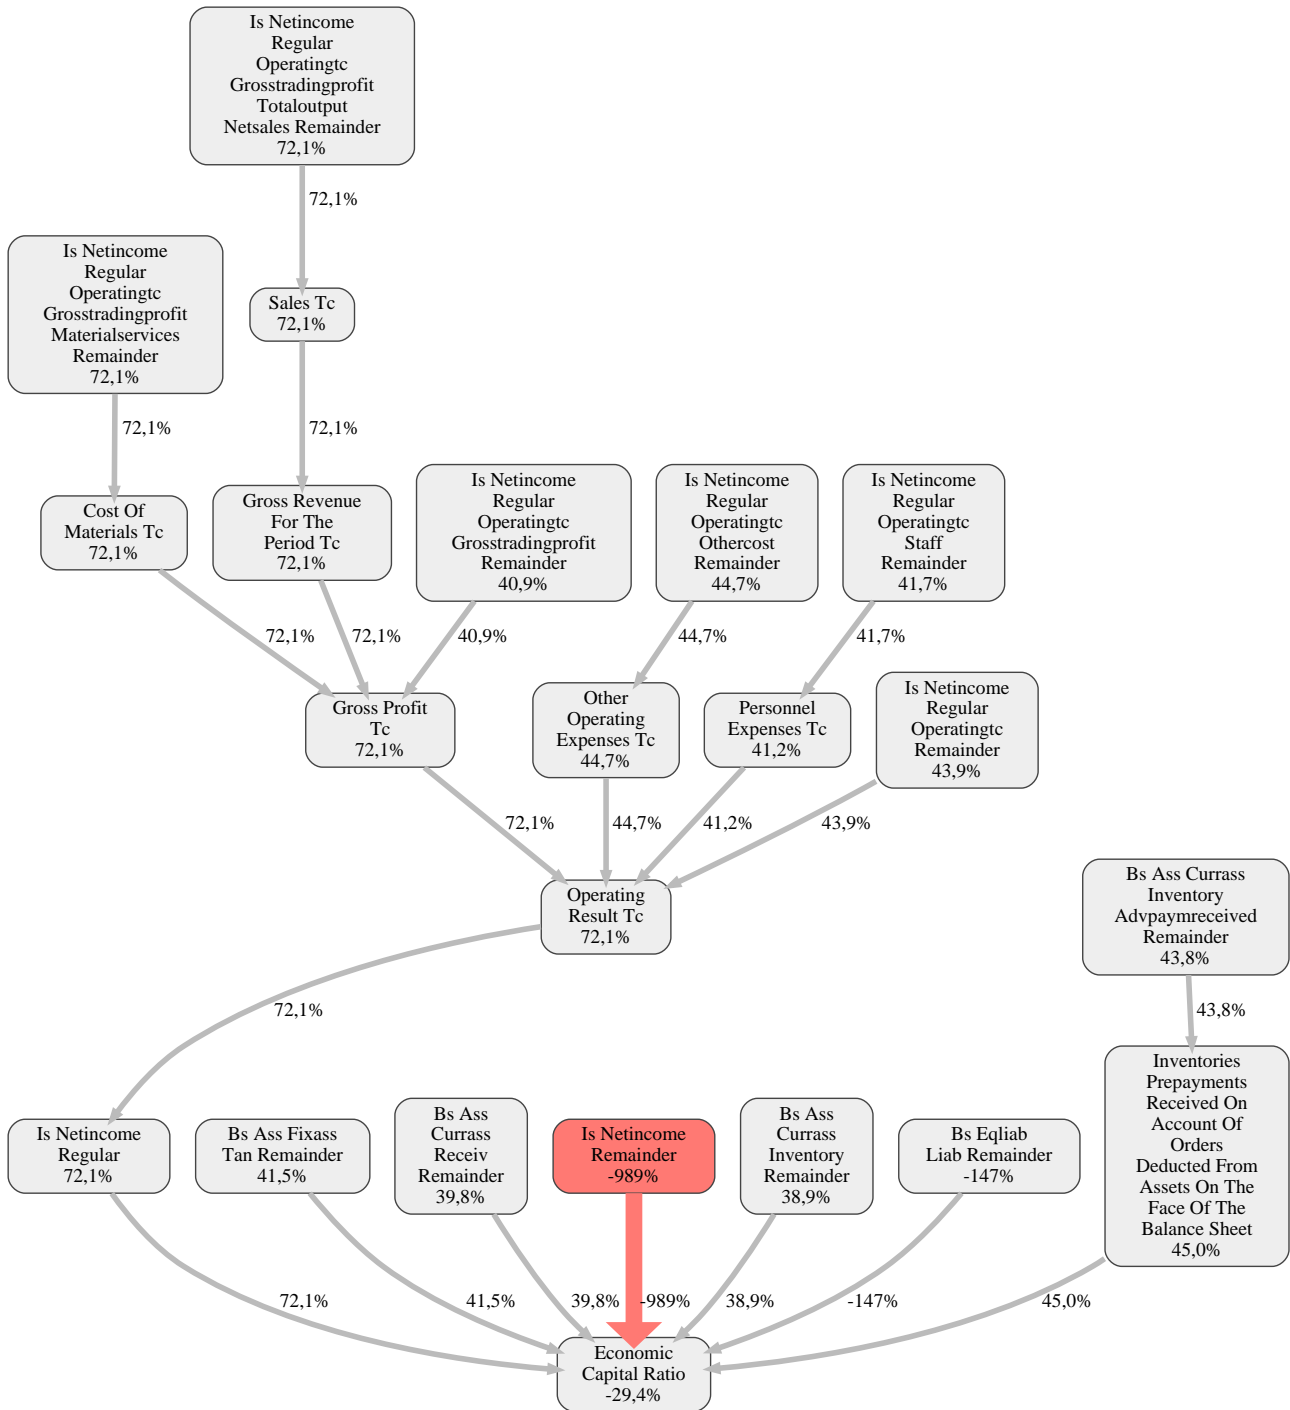 Is Netincome
Regular
Operatingtc
Grosstradingprofit
Totaloutput
Netsales Remainder
72,1%
72,1%
Is Netincome
Regular
Operatingtc
Grosstradingprofit
Materialservices
Remainder
72,1%
Sales Tc
72,1%
72,1%
72,1%
Cost Of
Materials Tc
72,1%
Gross Revenue
For The
Period Tc
72,1%
Is Netincome
Regular
Operatingtc
Grosstradingprofit
Remainder
40,9%
Is Netincome
Regular
Operatingtc
Othercost
Remainder
44,7%
Is Netincome
Regular
Operatingtc
Staff
Remainder
41,7%
72,1%
72,1%
40,9%
44,7%
41,7%
Gross Profit
Tc
72,1%
Other
Operating
Expenses Tc
44,7%
Personnel
Expenses Tc
41,2%
Is Netincome
Regular
Operatingtc
Remainder
43,9%
72,1%
44,7%
41,2%
43,9%
Operating
Result Tc
72,1%
Bs Ass Currass
Inventory
Advpaymreceived
Remainder
43,8%
72,1%
43,8%
Is Netincome
Regular
72,1%
Bs Ass Fixass
Tan Remainder
41,5%
Bs Ass
Currass
Receiv
Remainder
39,8%
Is Netincome
Remainder
-989%
Bs Ass
Currass
Inventory
Remainder
38,9%
Bs Eqliab
Liab Remainder
-147%
Inventories
Prepayments
Received On
Account Of
Orders
Deducted From
Assets On The
Face Of The
Balance Sheet
45,0%
72,1%
41,5%
39,8%
-989%
38,9%
-147%
45,0%
Economic
Capital Ratio
-29,4%